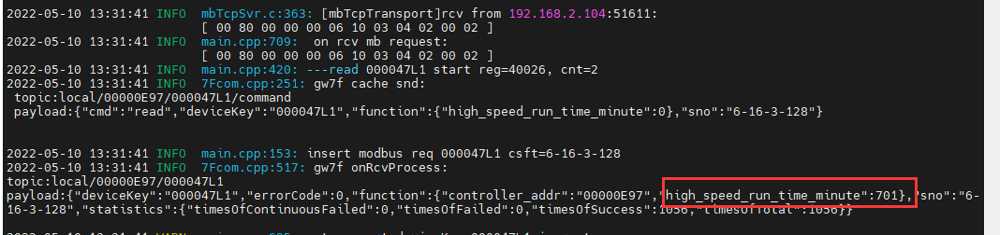 2022-05-10 13:31:41 INFO mbTcpSvr.c:363: [mbTcpTransport]rcv from 192.168.2.104:51611:
[ 00 80 00 00 00 06 10 03 04 02 00 02 ]
2022-05-10 13:31:41 INFO main.cpp:709: on rcv mb request:
[ 00 80 00 00 00 06 10 03 04 02 00 02 ]
2022-05-10 13:31:41 INFO main.cpp:420: ---read 000047L1 start reg=40026, cnt=2
2022-05-10 13:31:41 INFO 7Fcom.cpp:251: gw7f cache snd:
topic:local/00000E97/000047L1/command
payload:{"cmd":"read","deviceKey":"000047L1","function":{"high_speed_run_time_minute":0},"sno":"6-16-3-128"}
2022-05-10 13:31:41 INFO main.cpp:153: insert modbus req 000047L1 csft=6-16-3-128
2022-05-10 13:31:41 INFO 7Fcom.cpp:517: gw7f onRcvProcess:
topic:local/00000E97/000047L1
payload:{"deviceKey":"000047L1","errorCode":0,"function":{"controller_addr":"00000E97","high_speed_run_time_minute":701},"sno":"6-
16-3-128","statistics":{"timesOfContinuousFailed":0,"timesOfFailed":0,"timesOfSuccess":1056,"timesOfTotal":1056}}